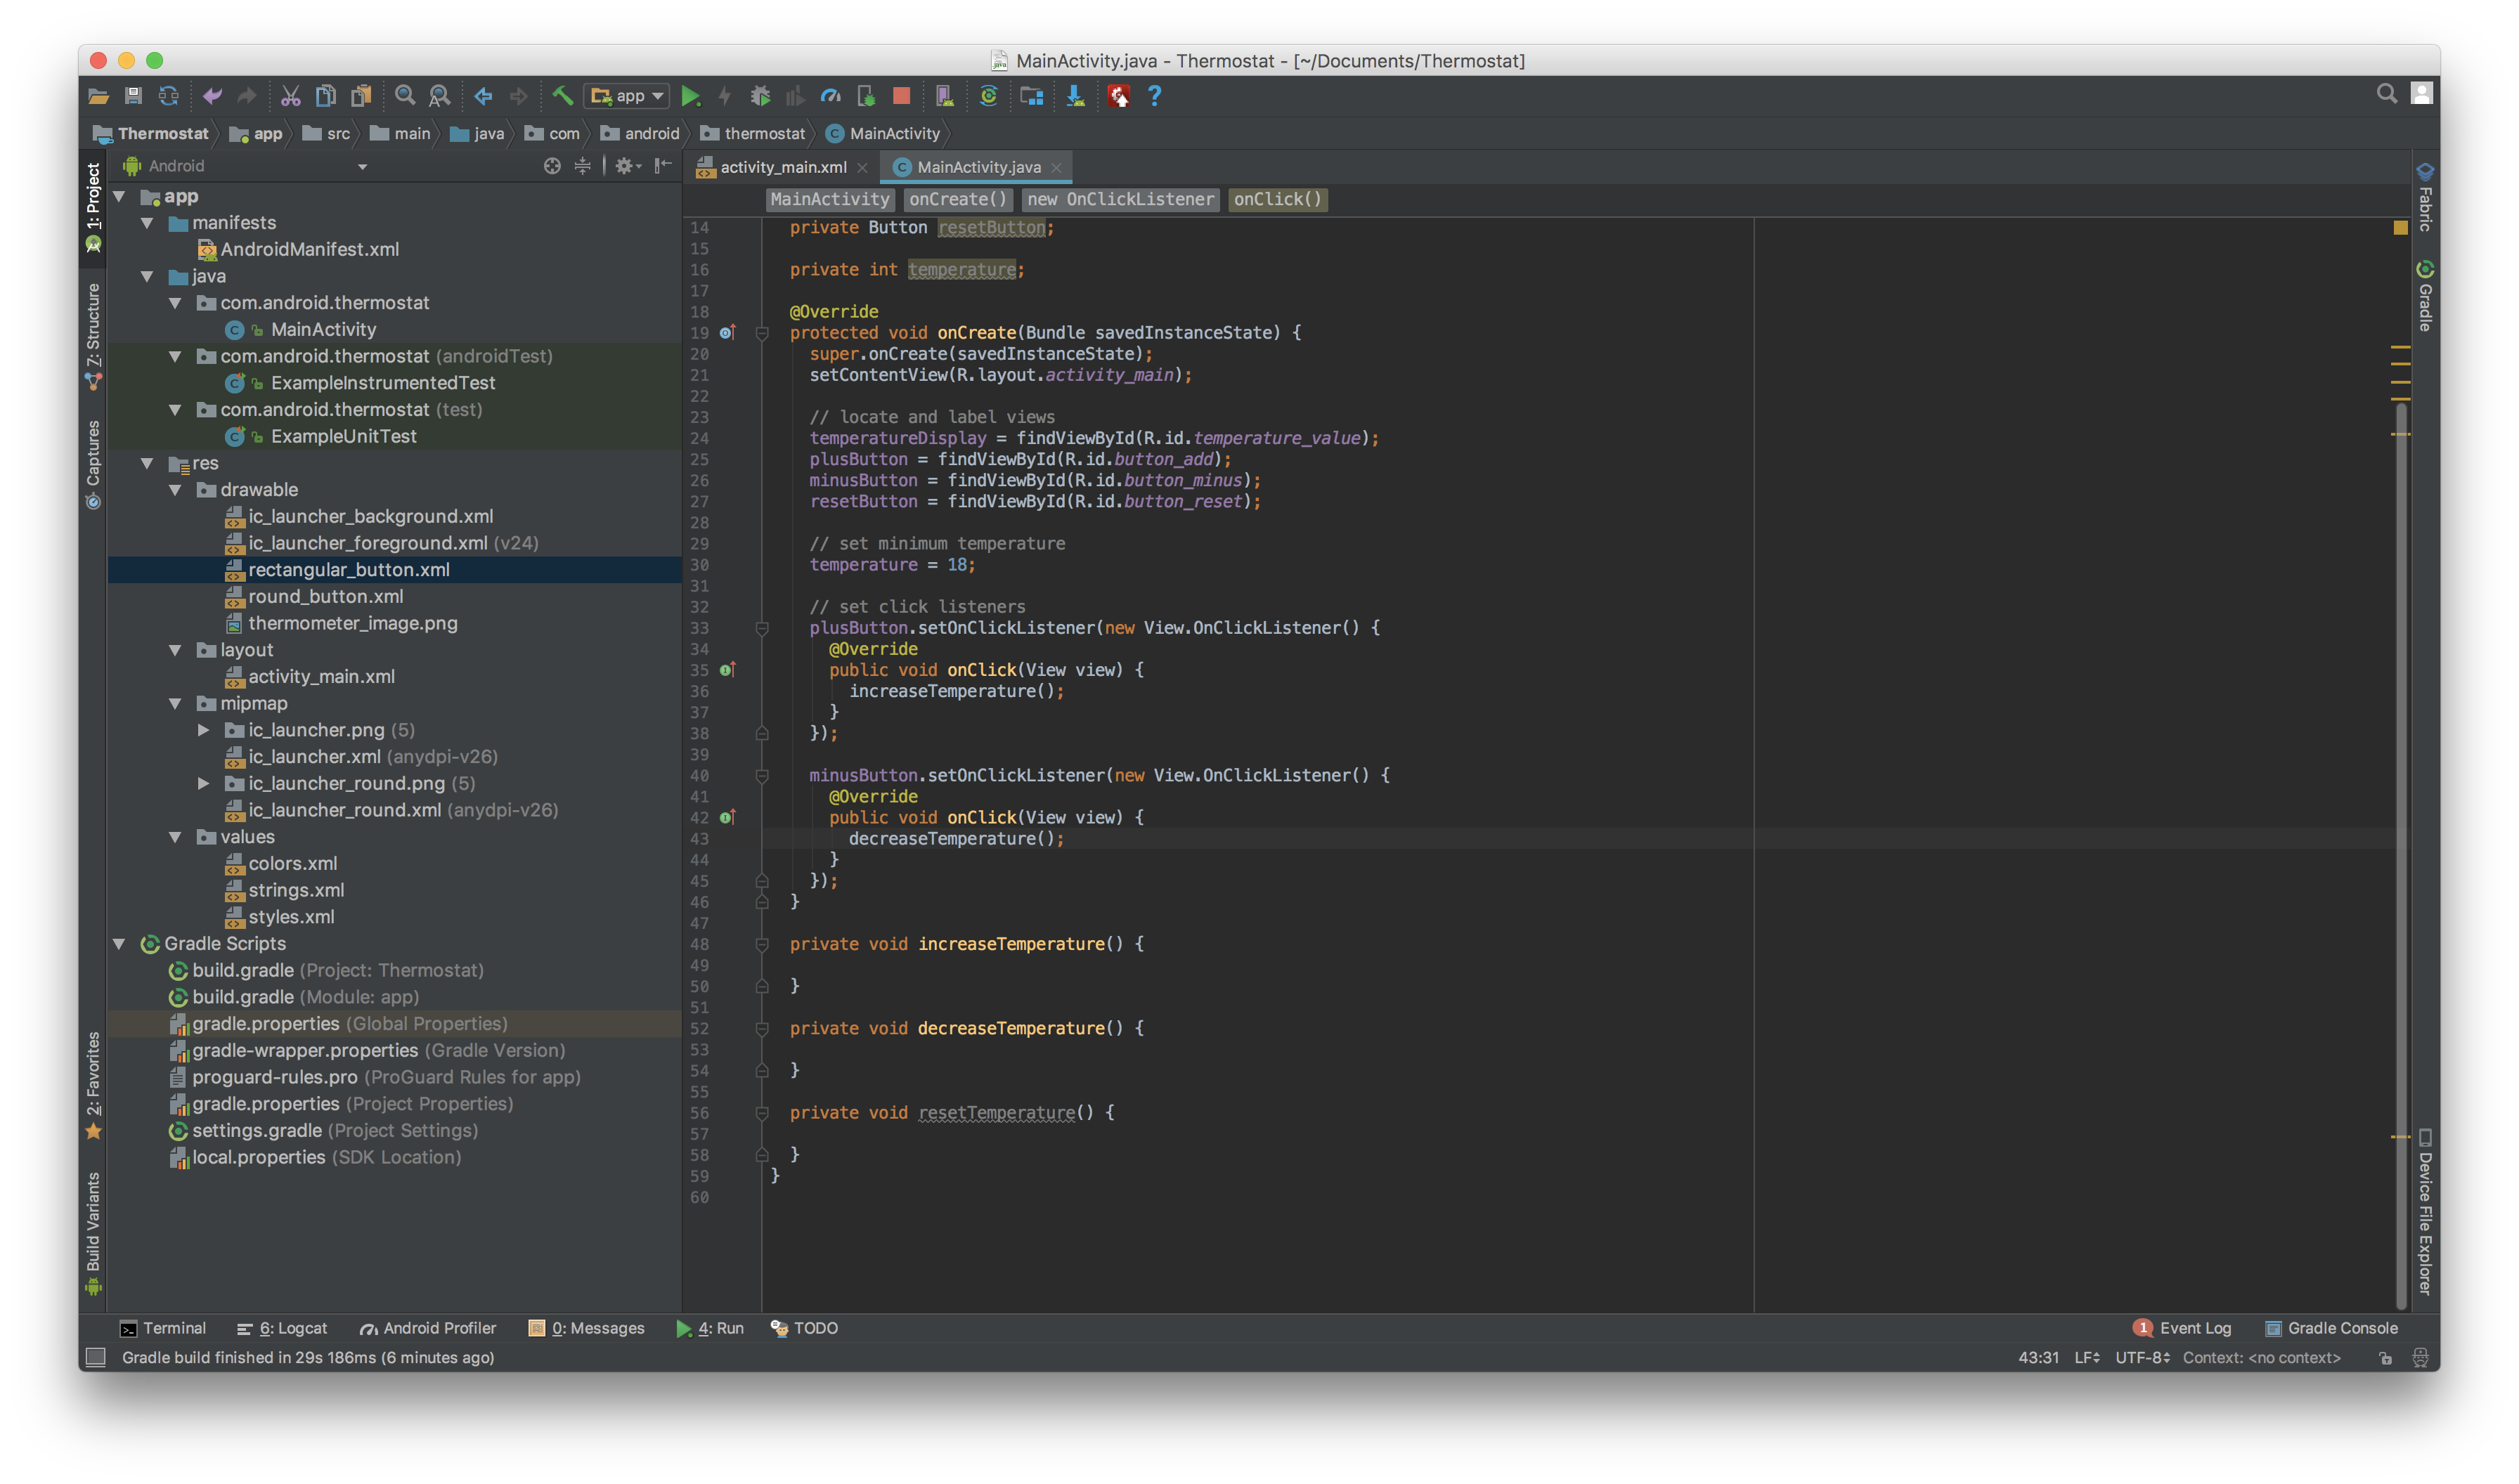 MainActivity.java - Thermostat - [~/Documents/Thermostat]
app
Thermostat app src main java com android thermostat MainActivity
1: Project
7: Structure
Captures
2: Favorites
Build Variants
Android
app
manifests
AndroidManifest.xml
java
com.android.thermostat
MainActivity
com.android.thermostat (androidTest)
ExampleInstrumentedTest
com.android.thermostat (test)
ExampleUnitTest
res
drawable
ic_launcher_background.xml
ic_launcher_foreground.xml (v24)
rectangular_button.xml
round_button.xml
thermometer_image.png
layout
activity_main.xml
mipmap
ic_launcher.png (5)
ic_launcher.xml (anydpi-v26)
ic_launcher_round.png (5)
ic_launcher_round.xml (anydpi-v26)
values
colors.xml
strings.xml
styles.xml
Gradle Scripts
build.gradle (Project: Thermostat)
build.gradle (Module: app)
gradle.properties (Global Properties)
gradle-wrapper.properties (Gradle Version)
proguard-rules.pro (ProGuard Rules for app)
gradle.properties (Project Properties)
settings.gradle (Project Settings)
local.properties (SDK Location)
activity_main.xml MainActivity.java
MainActivity onCreate() new OnClickListener onClick()
14 private Button resetButton;
15
16 private int temperature;
17
18 @Override
19 protected void onCreate(Bundle savedInstanceState) {
20 super.onCreate(savedInstanceState);
21 setContentView(R.layout.activity_main);
22
23 // locate and label views
24 temperatureDisplay = findViewById(R.id.temperature_value);
25 plusButton = findViewById(R.id.button_add);
26 minusButton = findViewById(R.id.button_minus);
27 resetButton = findViewById(R.id.button_reset);
28
29 // set minimum temperature
30 temperature = 18;
31
32 // set click listeners
33 plusButton.setOnClickListener(new View.OnClickListener() {
34 @Override
35 public void onClick(View view) {
36 increaseTemperature();
37 }
38 });
39
40 minusButton.setOnClickListener(new View.OnClickListener() {
41 @Override
42 public void onClick(View view) {
43 decreaseTemperature();
44 }
45 });
46 }
47
48 private void increaseTemperature() {
49
50 }
51
52 private void decreaseTemperature() {
53
54 }
55
56 private void resetTemperature() {
57
58 }
59 }
60
Fabric
Gradle
Device File Explorer
Terminal 6: Logcat Android Profiler 0: Messages 4: Run TODO 1 Event Log Gradle Console
Gradle build finished in 29s 186ms (6 minutes ago) 43:31 LF UTF-8 Context: <no context>